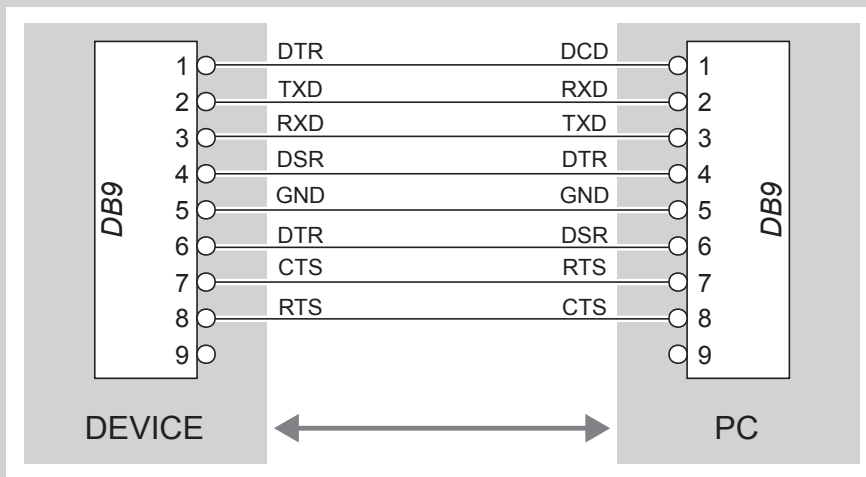 1 DTR DCD 1
2 TXD RXD 2
3 RXD TXD 3
4 DSR DTR 4
5 GND GND 5
6 DTR DSR 6
7 CTS RTS 7
8 RTS CTS 8
9 9
DB9 DB9
DEVICE PC